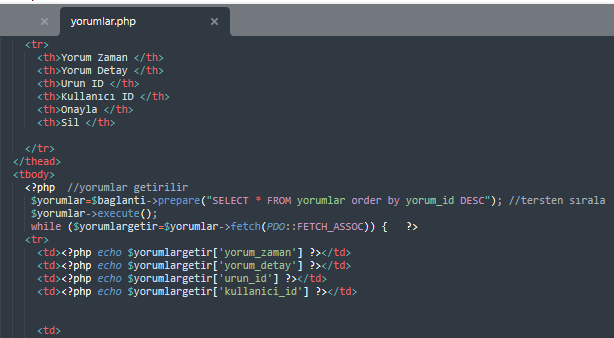 yorumlar.php
<tr>
<th>Yorum Zaman </th>
<th>Yorum Detay </th>
<th>Urun ID </th>
<th>Kullanıcı ID </th>
<th>Onayla </th>
<th>Sil </th>
</tr>
</thead>
<tbody>
<?php //yorumlar getirilir
$yorumlar=$baglanti->prepare("SELECT * FROM yorumlar order by yorum_id DESC"); //tersten sırala
$yorumlar->execute();
while ($yorumlargetir=$yorumlar->fetch(PDO::FETCH_ASSOC)) { ?>
<tr>
<td><?php echo $yorumlargetir['yorum_zaman'] ?></td>
<td><?php echo $yorumlargetir['yorum_detay'] ?></td>
<td><?php echo $yorumlargetir['urun_id'] ?></td>
<td><?php echo $yorumlargetir['kullanici_id'] ?></td>
<td>